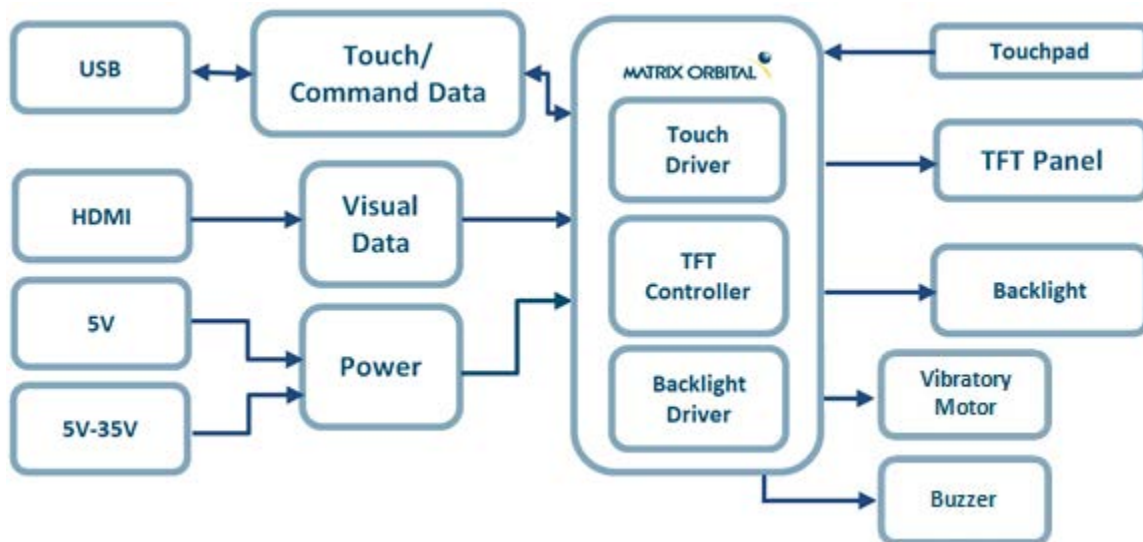 USB
Touch/
Command Data
HDMI
Visual
Data
5V
5V-35V
Power
MATRIX ORBITAL
Touch
Driver
TFT
Controller
Backlight
Driver
Touchpad
TFT Panel
Backlight
Vibratory
Motor
Buzzer